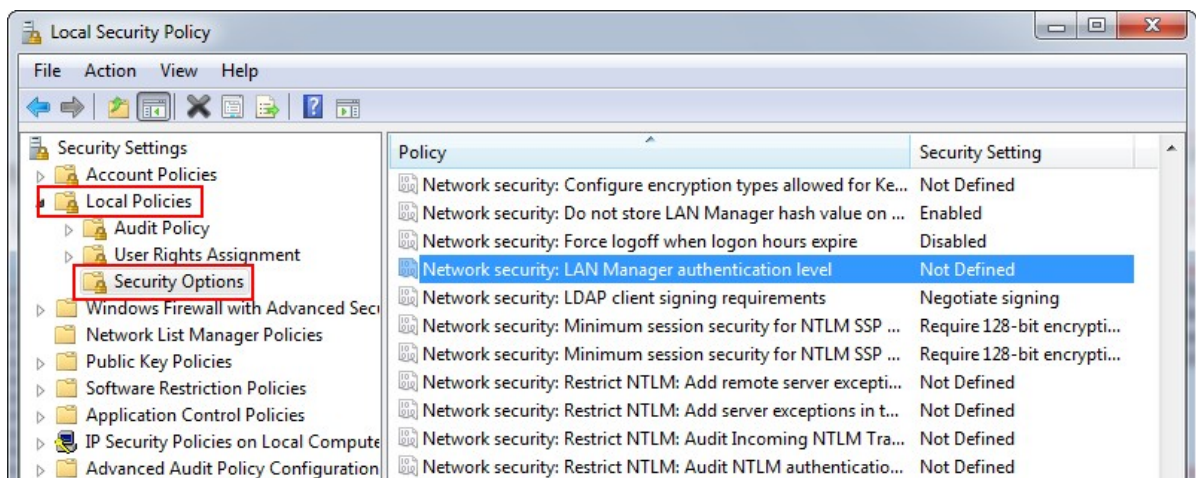 Local Security Policy
File Action View Help
Security Settings
Account Policies
Local Policies
Audit Policy
User Rights Assignment
Security Options
Windows Firewall with Advanced Secu
Network List Manager Policies
Public Key Policies
Software Restriction Policies
Application Control Policies
IP Security Policies on Local Compute
Advanced Audit Policy Configuration
Policy Security Setting
Network security: Configure encryption types allowed for Ke... Not Defined
Network security: Do not store LAN Manager hash value on ... Enabled
Network security: Force logoff when logon hours expire Disabled
Network security: LAN Manager authentication level Not Defined
Network security: LDAP client signing requirements Negotiate signing
Network security: Minimum session security for NTLM SSP ... Require 128-bit encrypti...
Network security: Minimum session security for NTLM SSP ... Require 128-bit encrypti...
Network security: Restrict NTLM: Add remote server excepti... Not Defined
Network security: Restrict NTLM: Add server exceptions in t... Not Defined
Network security: Restrict NTLM: Audit Incoming NTLM Tra... Not Defined
Network security: Restrict NTLM: Audit NTLM authenticatio... Not Defined